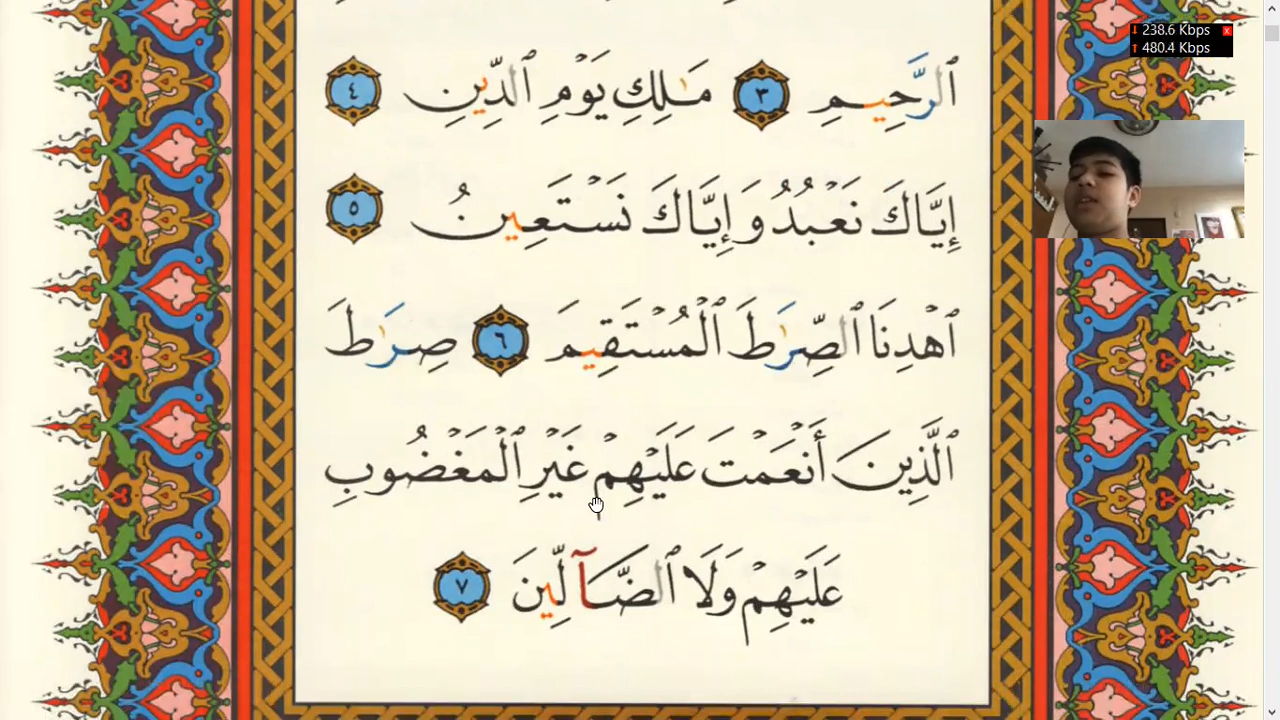 238.6 Kbps
480.4 Kbps
ٱلرَّحِيمِ ٣ مَـٰلِكِ يَوْمِ ٱلدِّينِ ٤
إِيَّاكَ نَعْبُدُ وَإِيَّاكَ نَسْتَعِينُ ٥
ٱهْدِنَا ٱلصِّرَٰطَ ٱلْمُسْتَقِيمَ ٦ صِرَٰطَ
ٱلَّذِينَ أَنْعَمْتَ عَلَيْهِمْ غَيْرِ ٱلْمَغْضُوبِ
عَلَيْهِمْ وَلَا ٱلضَّآلِّينَ ٧